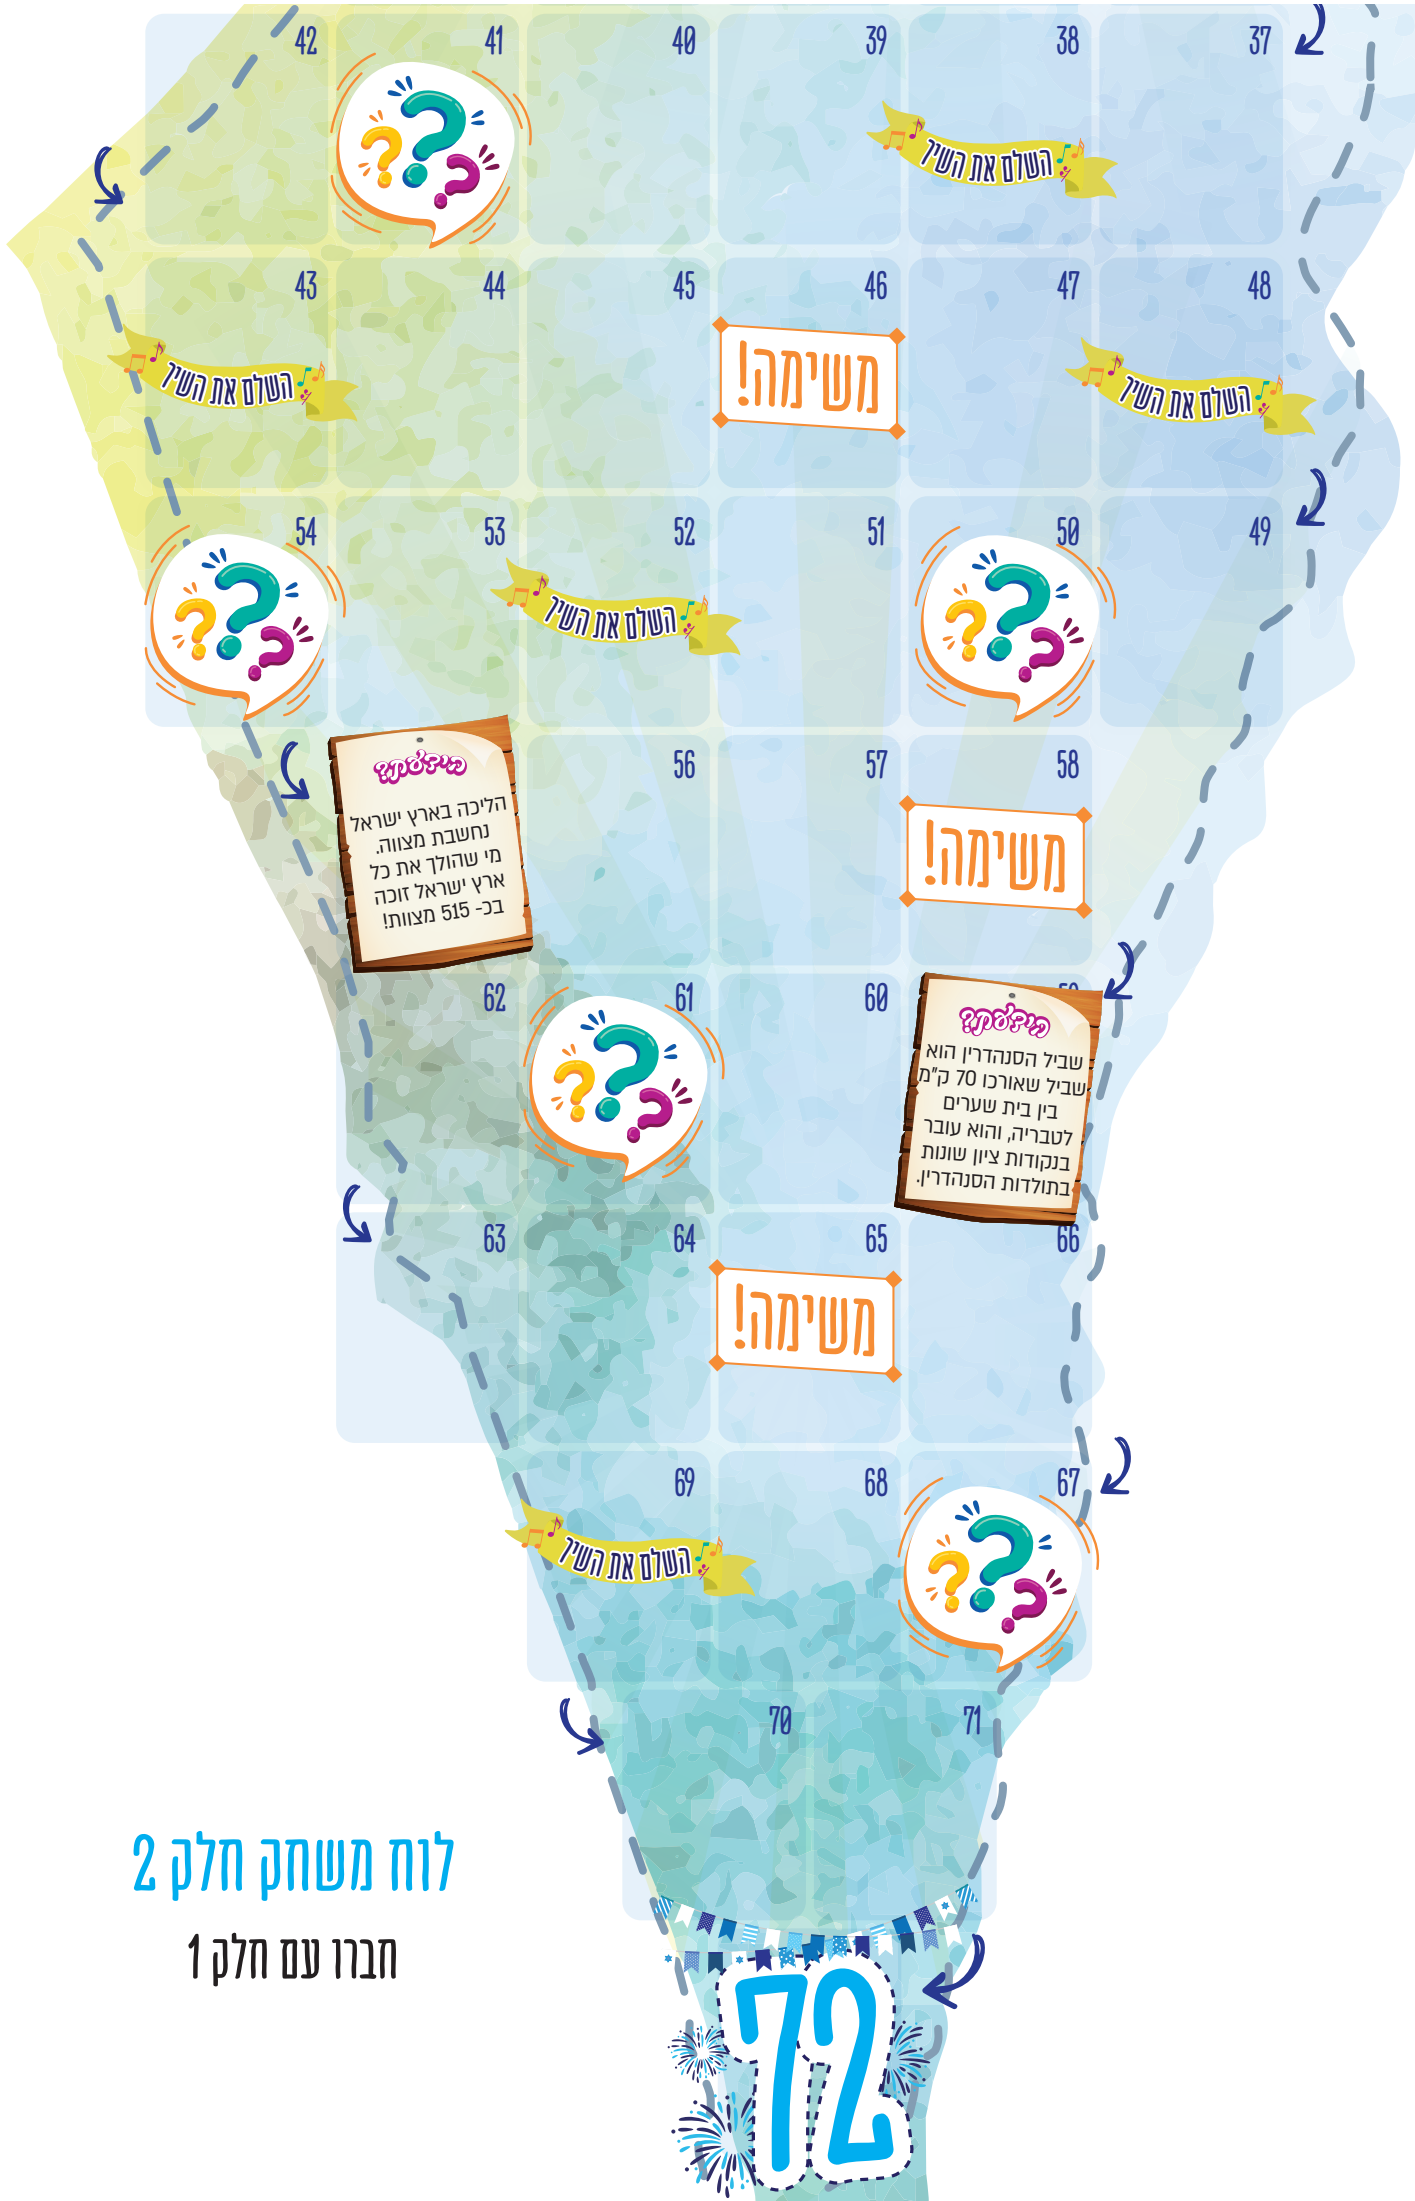 37
38
39
40
41
42
השלם את השיר
48
47
46
45
44
43
השלם את השיר
משימה!
השלם את השיר
49
50
51
52
53
54
השלם את השיר
הידעת?
הליכה בארץ ישראל
נחשבת מצווה.
מי שהולך את כל
ארץ ישראל זוכה
בכ- 515 מצוות!
56
57
58
משימה!
הידעת?
שביל הסנהדרין הוא
שביל שאורכו 70 ק"מ
בין בית שערים
לטבריה, והוא עובר
בנקודות ציון שונות
בתולדות הסנהדרין.
60
61
62
63
64
65
66
משימה!
67
68
69
השלם את השיר
70
71
72
לוח משחק חלק 2
חברו עם חלק 1